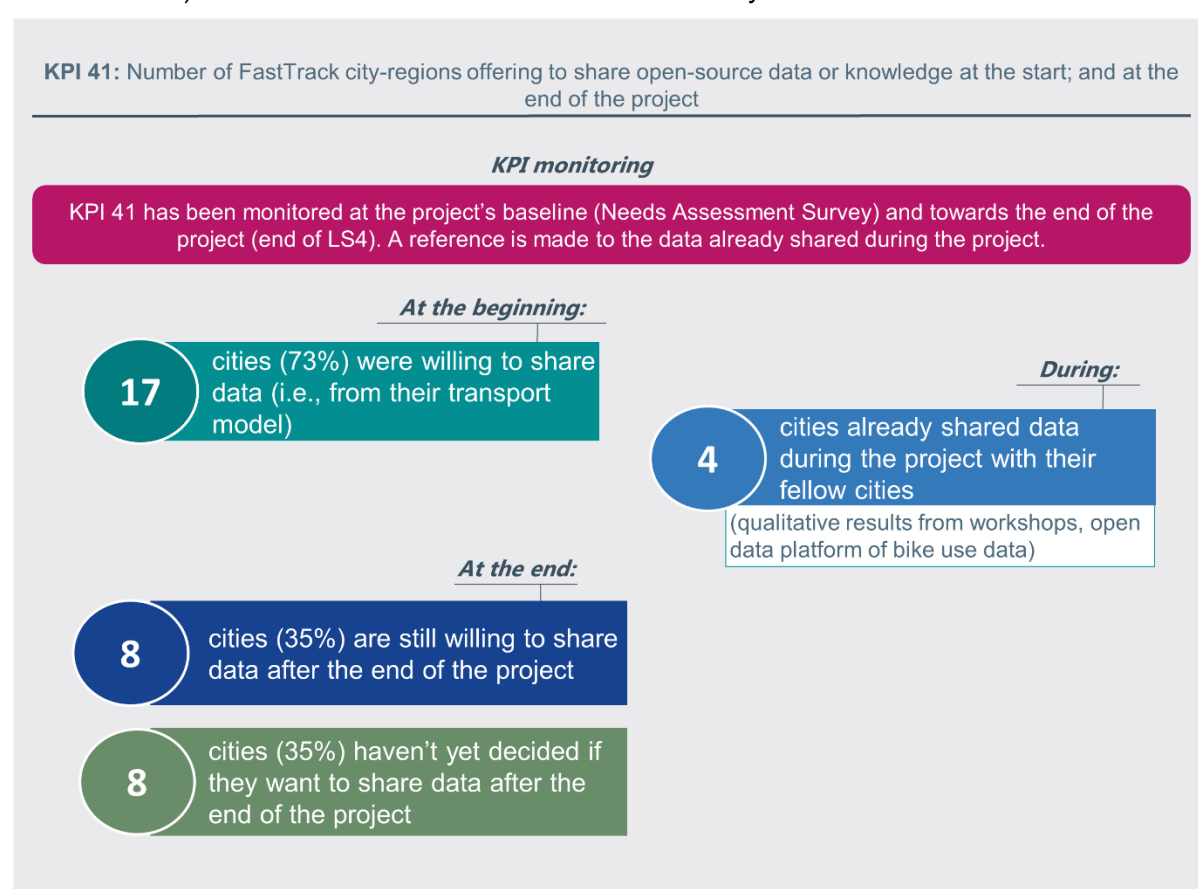 KPI 41: Number of FastTrack city-regions offering to share open-source data or knowledge at the start; and at the
end of the project
KPI monitoring
KPI 41 has been monitored at the project's baseline (Needs Assessment Survey) and towards the end of the
project (end of LS4). A reference is made to the data already shared during the project.
At the beginning:
17
cities (73%) were willing to share
data (i.e., from their transport
model)
During:
4
cities already shared data
during the project with their
fellow cities
(qualitative results from workshops, open
data platform of bike use data)
At the end:
8
cities (35%) are still willing to share
data after the end of the project
8
cities (35%) haven't yet decided if
they want to share data after the
end of the project